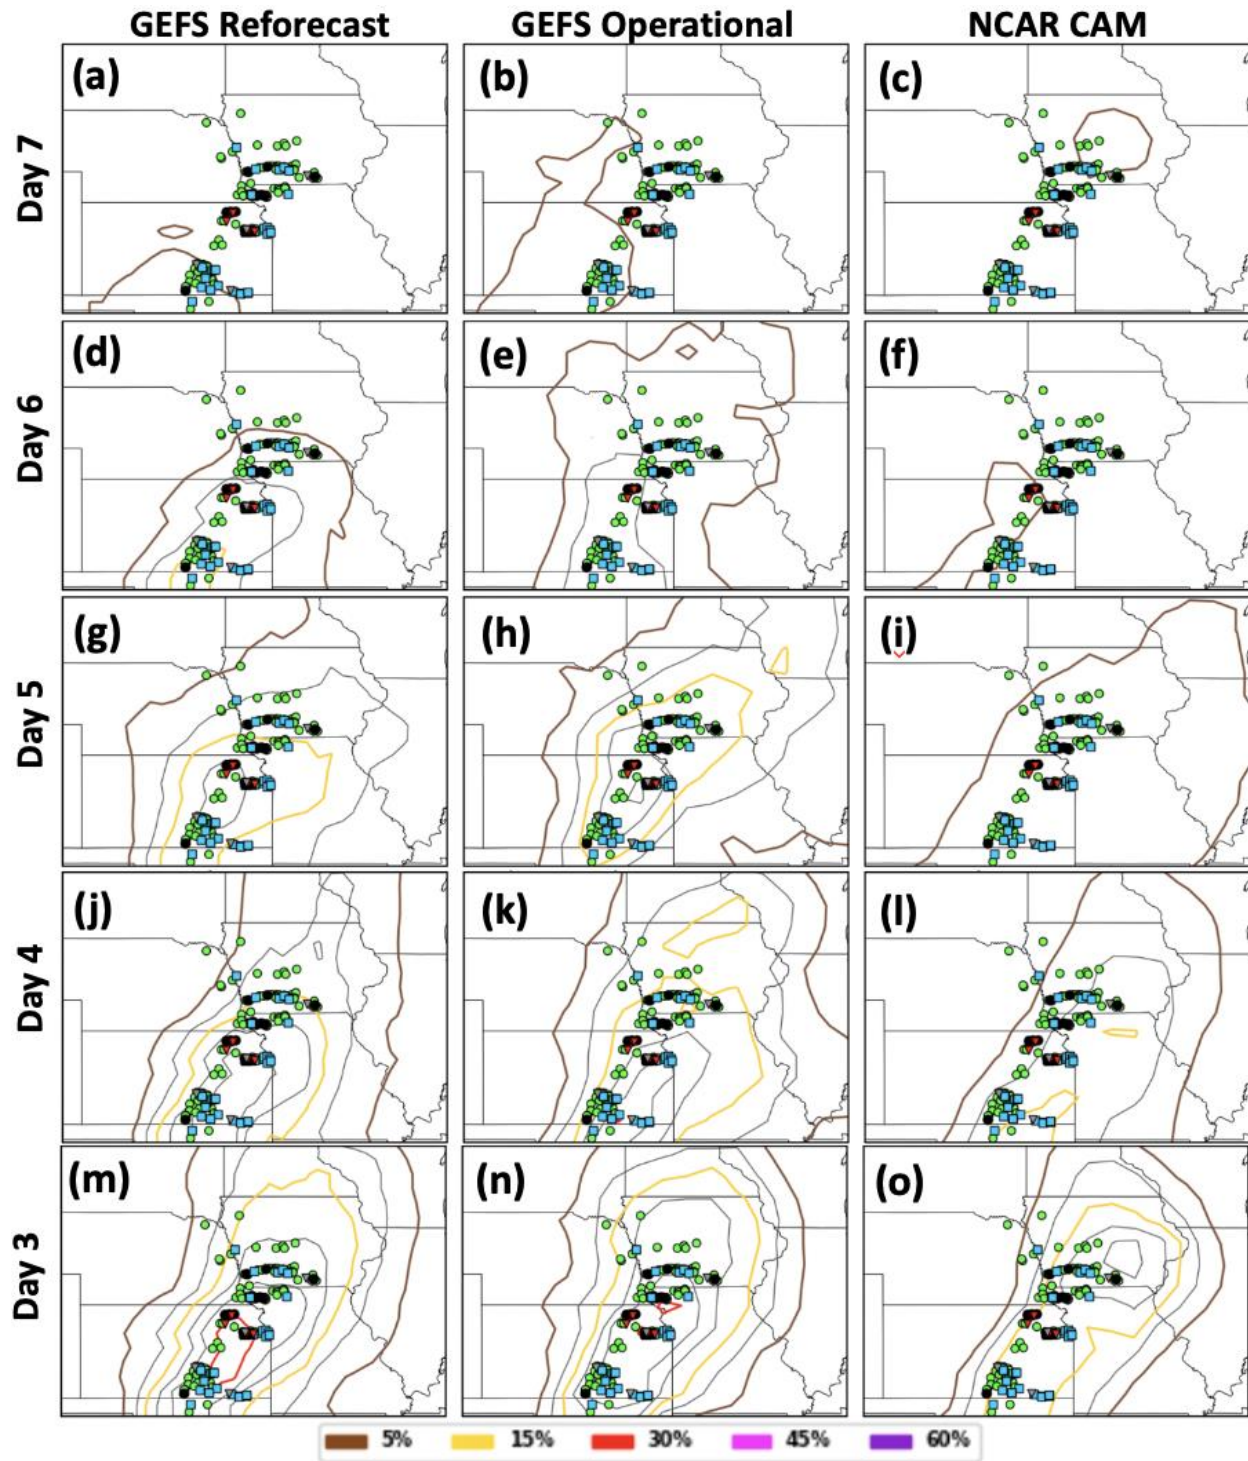 GEFS Reforecast GEFS Operational NCAR CAM
Day 7
(a) (b) (c)
Day 6
(d) (e) (f)
Day 5
(g) (h) (i)
Day 4
(j) (k) (l)
Day 3
(m) (n) (o)
5% 15% 30% 45% 60%